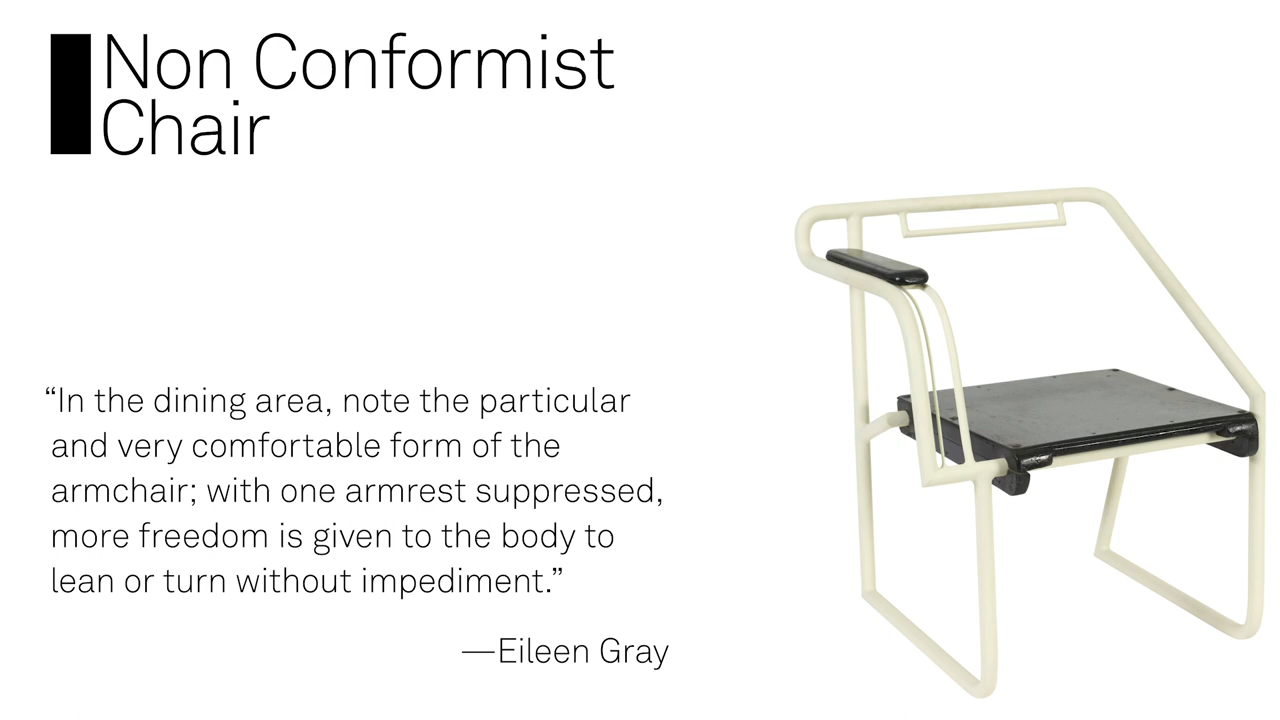 Non Conformist
Chair
“In the dining area, note the particular
and very comfortable form of the
armchair; with one armrest suppressed,
more freedom is given to the body to
lean or turn without impediment.”
—Eileen Gray